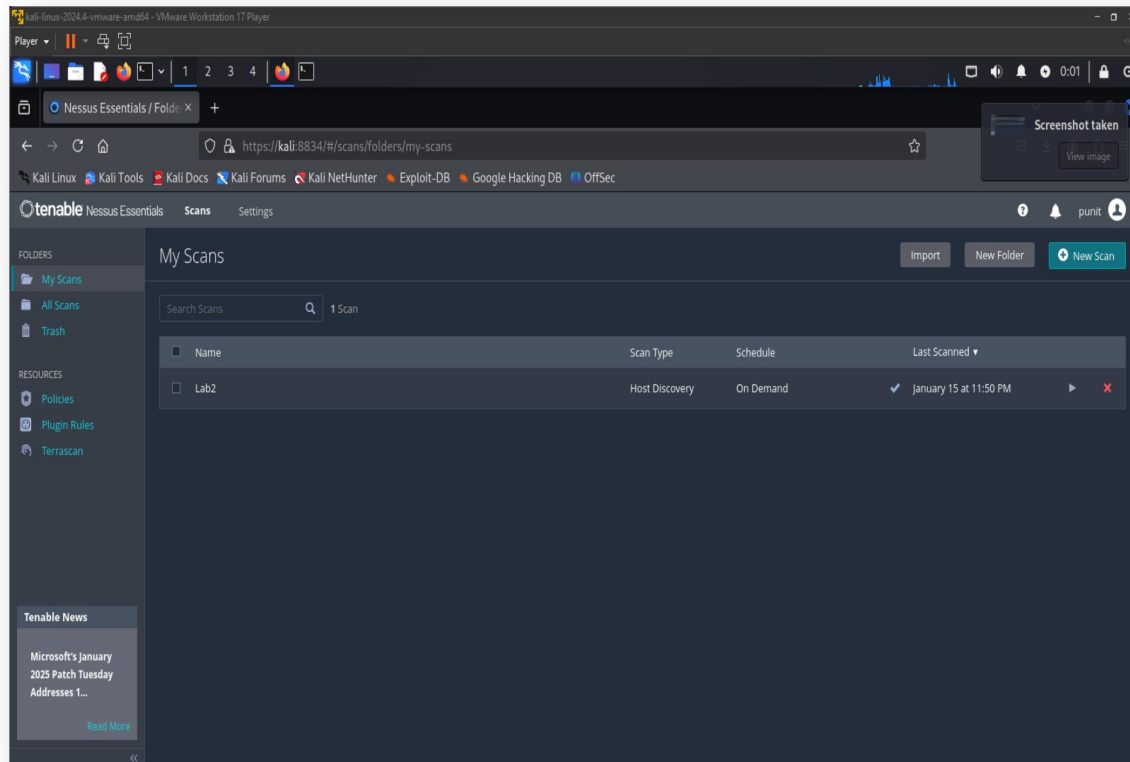 kali-linux-2024.4-vmware-amd64 - VMware Workstation 17 Player
Player
1 2 3 4
0:01
Nessus Essentials / Folde
Screenshot taken
View image
https://kali:8834/#/scans/folders/my-scans
Kali Linux Kali Tools Kali Docs Kali Forums Kali NetHunter Exploit-DB Google Hacking DB OffSec
tenable Nessus Essentials Scans Settings punit
FOLDERS
My Scans
All Scans
Trash
RESOURCES
Policies
Plugin Rules
Terrascan
Tenable News
Microsoft's January
2025 Patch Tuesday
Addresses 1...
Read More
My Scans
Import New Folder New Scan
Search Scans 1 Scan
Name Scan Type Schedule Last Scanned
Lab2 Host Discovery On Demand January 15 at 11:50 PM